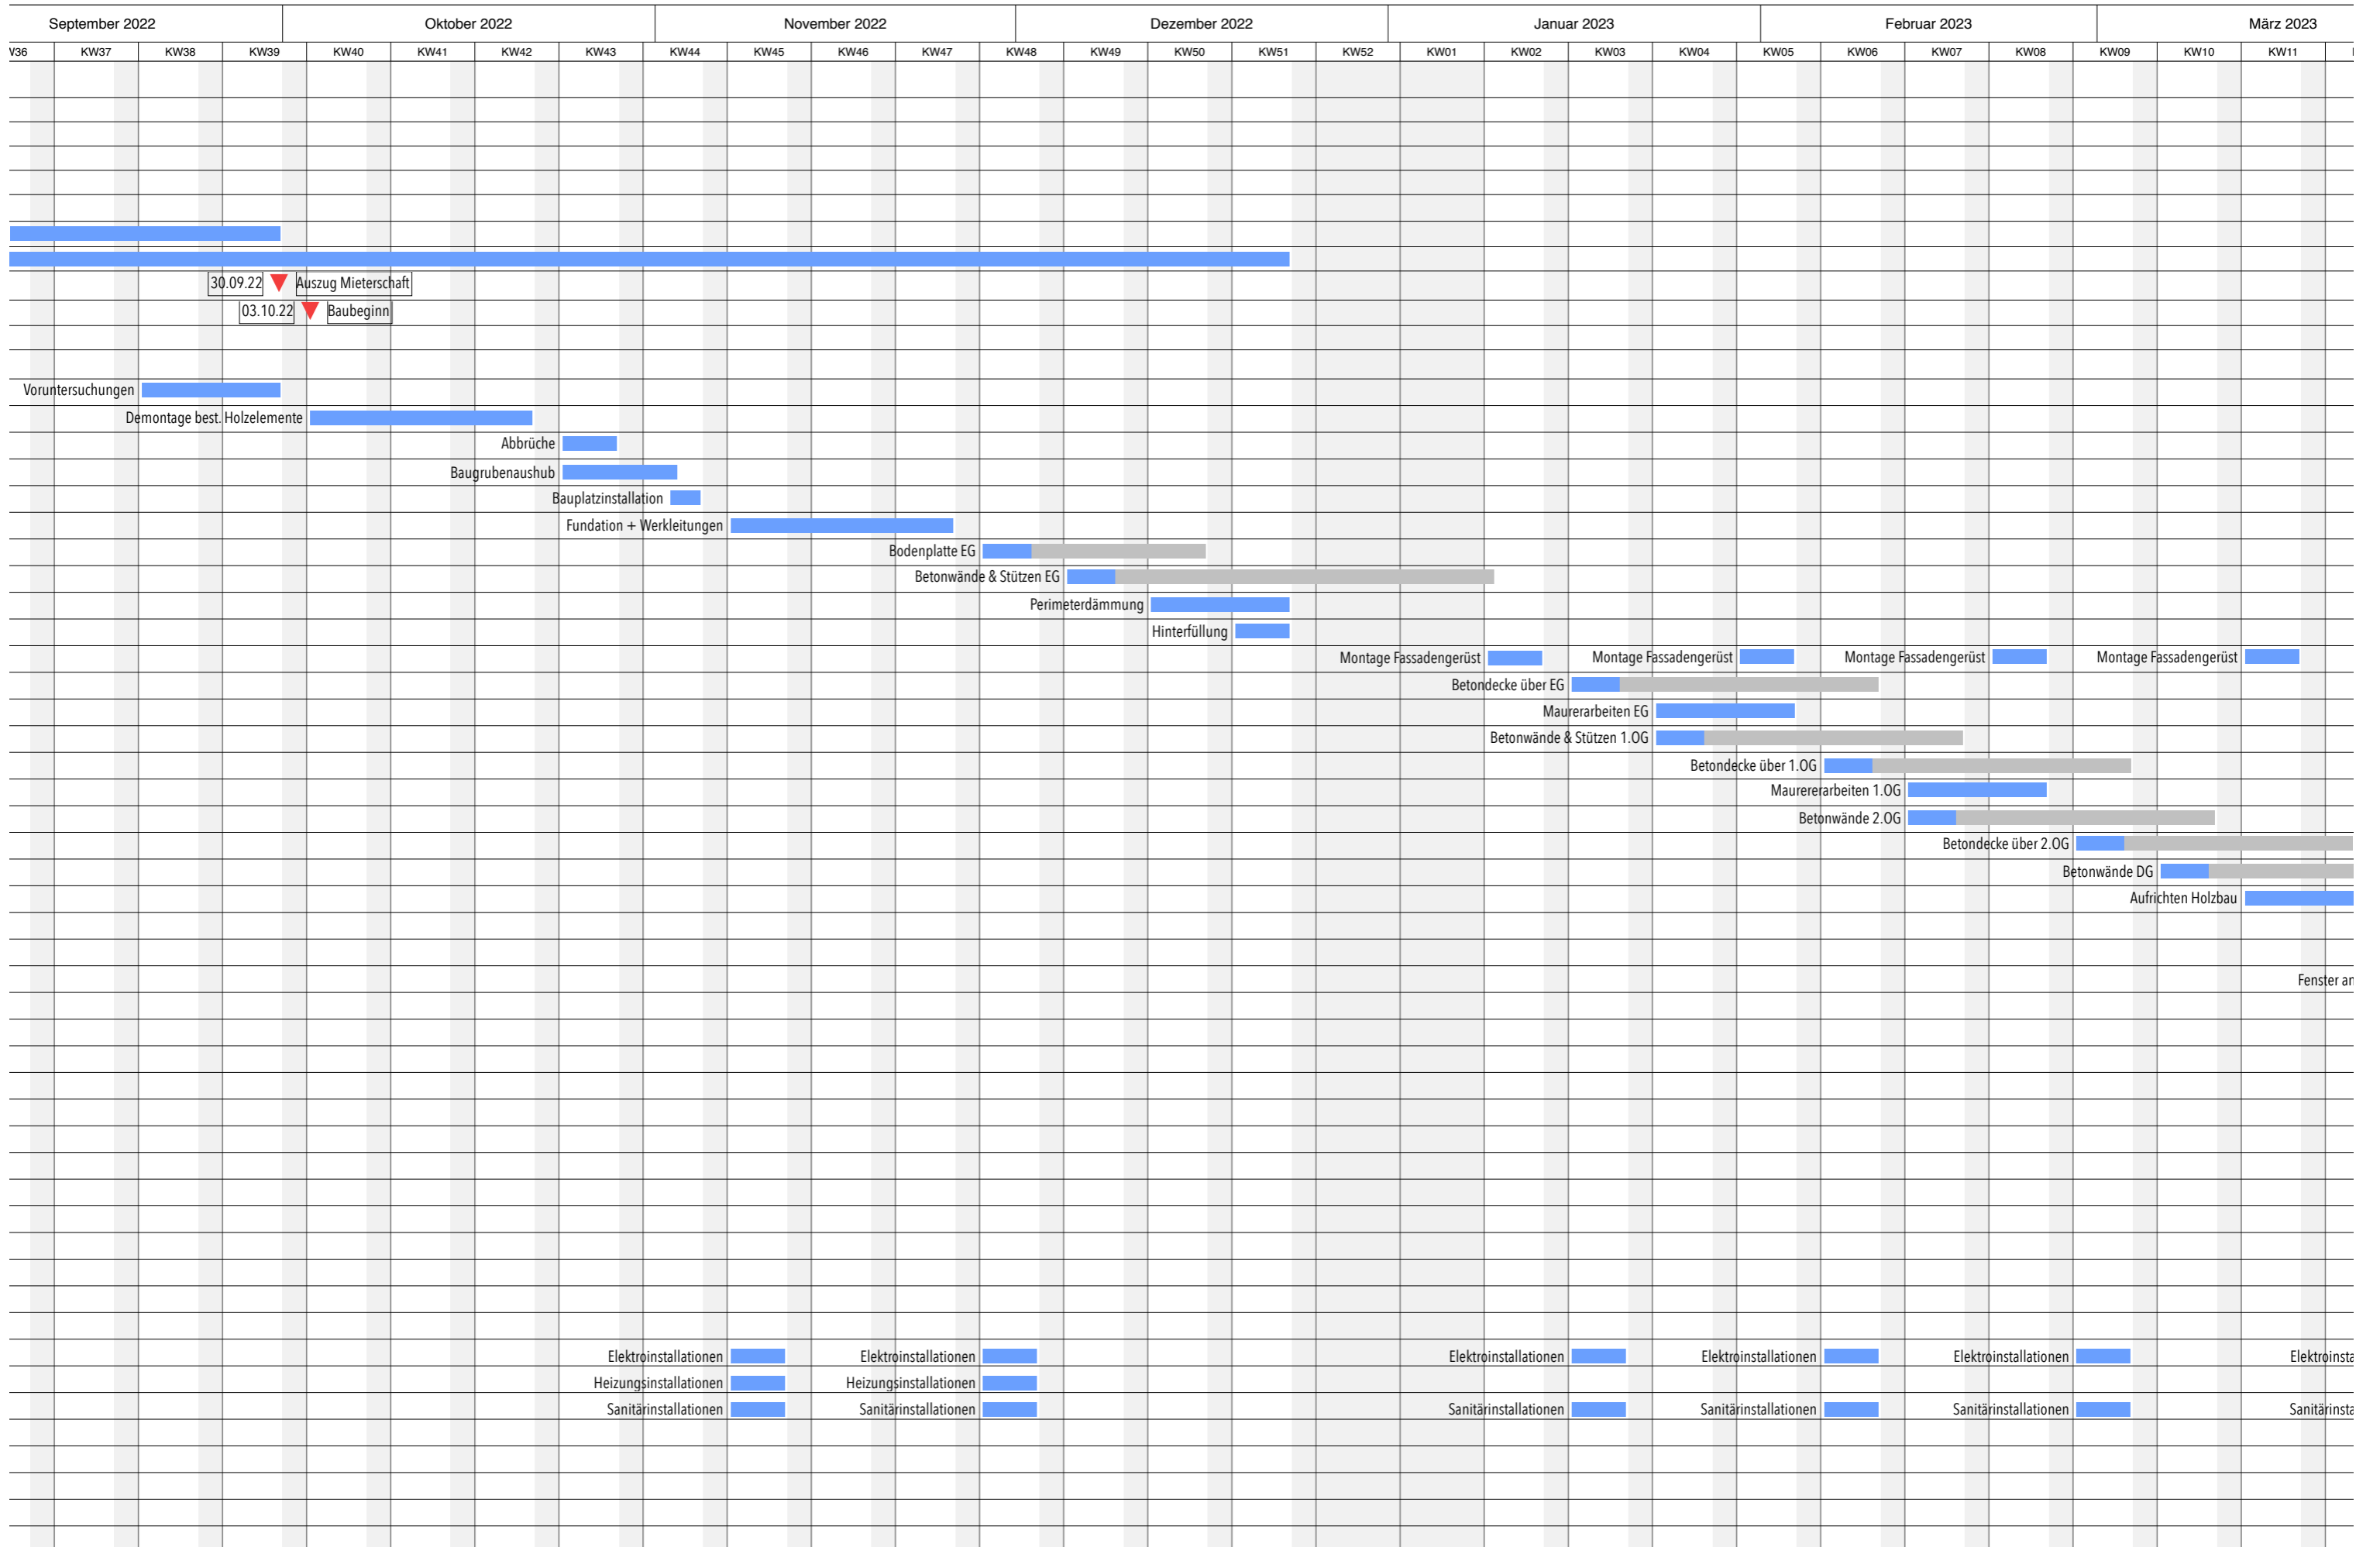 September 2022 Oktober 2022 November 2022 Dezember 2022 Januar 2023 Februar 2023 März 2023
KW37 KW38 KW39 KW40 KW41 KW42 KW43 KW44 KW45 KW46 KW47 KW48 KW49 KW50 KW51 KW52 KW01 KW02 KW03 KW04 KW05 KW06 KW07 KW08 KW09 KW10 KW11
30.09.22 Auszug Mieterschaft
03.10.22 Baubeginn
Voruntersuchungen
Demontage best. Holzelemente
Abbrüche
Baugrubenaushub
Bauplatzinstallation
Fundation + Werkleitungen
Bodenplatte EG
Betonwände & Stützen EG
Perimeterdämmung
Hinterfüllung
Montage Fassadengerüst Montage Fassadengerüst Montage Fassadengerüst Montage Fassadengerüst
Betondecke über EG
Maurerarbeiten EG
Betonwände & Stützen 1.OG
Betondecke über 1.OG
Maurererarbeiten 1.OG
Betonwände 2.OG
Betondecke über 2.OG
Betonwände DG
Aufrichten Holzbau
Fenster
Elektroinstallationen Elektroinstallationen Elektroinstallationen Elektroinstallationen Elektroinstallationen
Heizungsinstallationen Heizungsinstallationen
Sanitärinstallationen Sanitärinstallationen Sanitärinstallationen Sanitärinstallationen Sanitärinstallationen